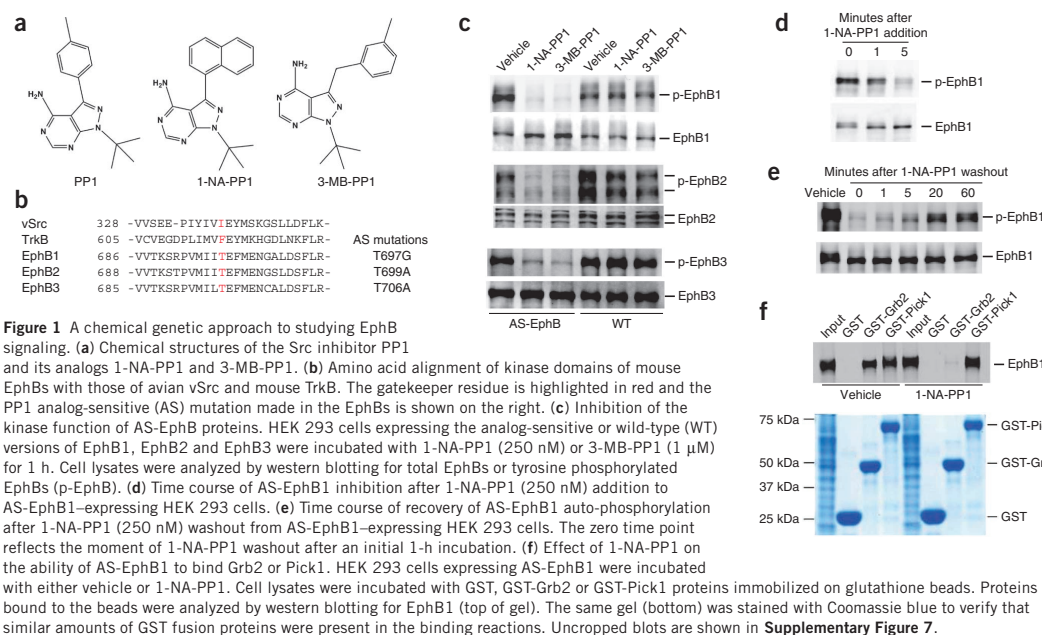 a
H₂N
N
N
N
N
PP1
H₂N
N
N
N
N
1-NA-PP1
NH₂
N
N
N
N
3-MB-PP1
b
vSrc 328 -VVSEE-PIYIVIEYMSKGSLLDFLK-
TrkB 605 -VCVEGDPLIMVFEYMKHGDLNKFLR- AS mutations
EphB1 686 -VVTKSRPVMIITEFMENGALDSFLR- T697G
EphB2 688 -VVTKSTPVMIITEFMENGSLDSFLR- T699A
EphB3 685 -VVTKSRPVMILTEFMENCALDSFLR- T706A
c
Vehicle 1-NA-PP1 3-MB-PP1 Vehicle 1-NA-PP1 3-MB-PP1
p-EphB1
EphB1
p-EphB2
EphB2
p-EphB3
EphB3
AS-EphB WT
d
Minutes after
1-NA-PP1 addition
0 1 5
p-EphB1
EphB1
e
Minutes after 1-NA-PP1 washout
Vehicle 0 1 5 20 60
p-EphB1
EphB1
f
Input GST GST-Grb2 GST-Pick1 Input GST GST-Grb2 GST-Pick1
EphB1
Vehicle 1-NA-PP1
75 kDa
50 kDa
37 kDa
25 kDa
GST-Pi
GST-Gr
GST
Figure 1 A chemical genetic approach to studying EphB
signaling. (a) Chemical structures of the Src inhibitor PP1
and its analogs 1-NA-PP1 and 3-MB-PP1. (b) Amino acid alignment of kinase domains of mouse
EphBs with those of avian vSrc and mouse TrkB. The gatekeeper residue is highlighted in red and the
PP1 analog-sensitive (AS) mutation made in the EphBs is shown on the right. (c) Inhibition of the
kinase function of AS-EphB proteins. HEK 293 cells expressing the analog-sensitive or wild-type (WT)
versions of EphB1, EphB2 and EphB3 were incubated with 1-NA-PP1 (250 nM) or 3-MB-PP1 (1 µM)
for 1 h. Cell lysates were analyzed by western blotting for total EphBs or tyrosine phosphorylated
EphBs (p-EphB). (d) Time course of AS-EphB1 inhibition after 1-NA-PP1 (250 nM) addition to
AS-EphB1–expressing HEK 293 cells. (e) Time course of recovery of AS-EphB1 auto-phosphorylation
after 1-NA-PP1 (250 nM) washout from AS-EphB1–expressing HEK 293 cells. The zero time point
reflects the moment of 1-NA-PP1 washout after an initial 1-h incubation. (f) Effect of 1-NA-PP1 on
the ability of AS-EphB1 to bind Grb2 or Pick1. HEK 293 cells expressing AS-EphB1 were incubated
with either vehicle or 1-NA-PP1. Cell lysates were incubated with GST, GST-Grb2 or GST-Pick1 proteins immobilized on glutathione beads. Proteins
bound to the beads were analyzed by western blotting for EphB1 (top of gel). The same gel (bottom) was stained with Coomassie blue to verify that
similar amounts of GST fusion proteins were present in the binding reactions. Uncropped blots are shown in Supplementary Figure 7.